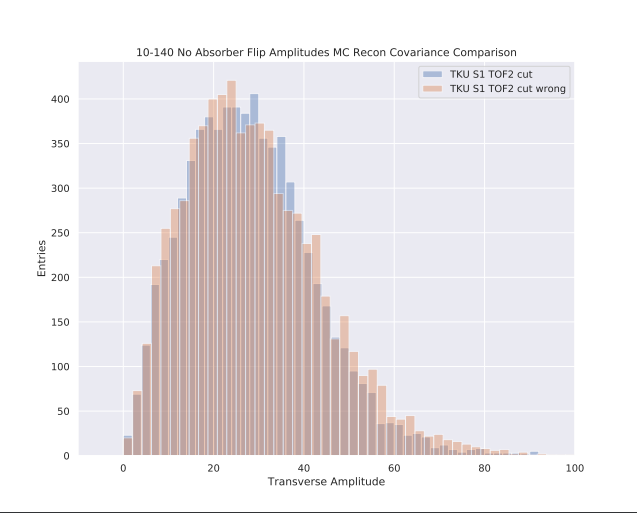 10-140 No Absorber Flip Amplitudes MC Recon Covariance Comparison
TKU S1 TOF2 cut
TKU S1 TOF2 cut wrong
400
350
300
250
200
150
100
50
0
Entries
0 20 40 60 80 100
Transverse Amplitude